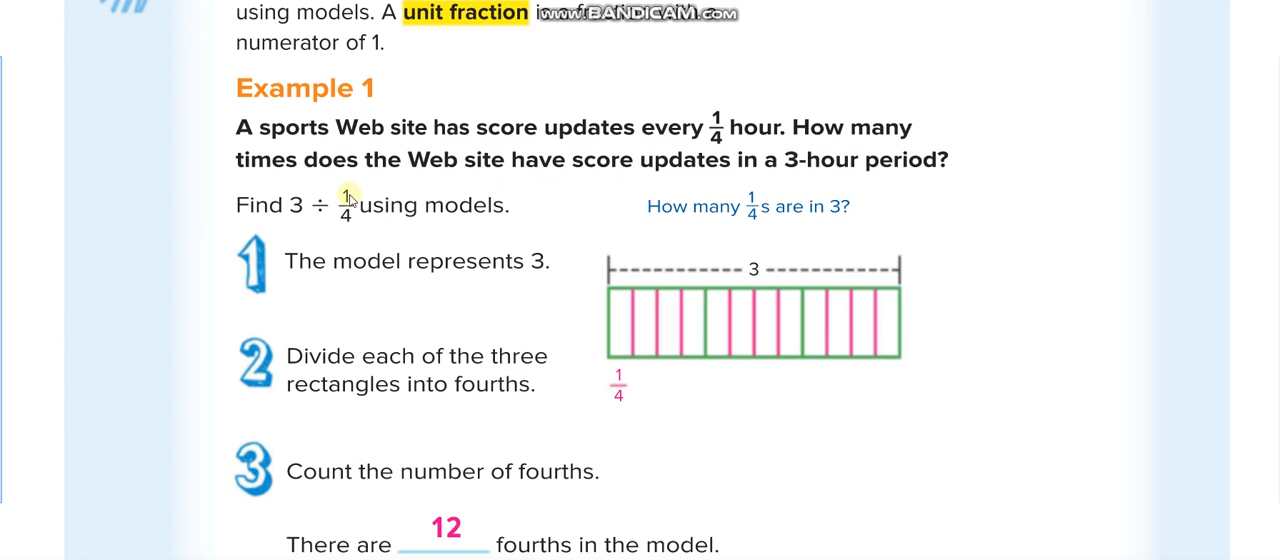 using models. A unit fraction is a
www.BANDICAM.com
numerator of 1.
Example 1
A sports Web site has score updates every 1/4 hour. How many
times does the Web site have score updates in a 3-hour period?
Find 3 ÷ 1/4 using models.
How many 1/4s are in 3?
1 The model represents 3.
3
2 Divide each of the three
rectangles into fourths.
1/4
3 Count the number of fourths.
There are 12 fourths in the model.